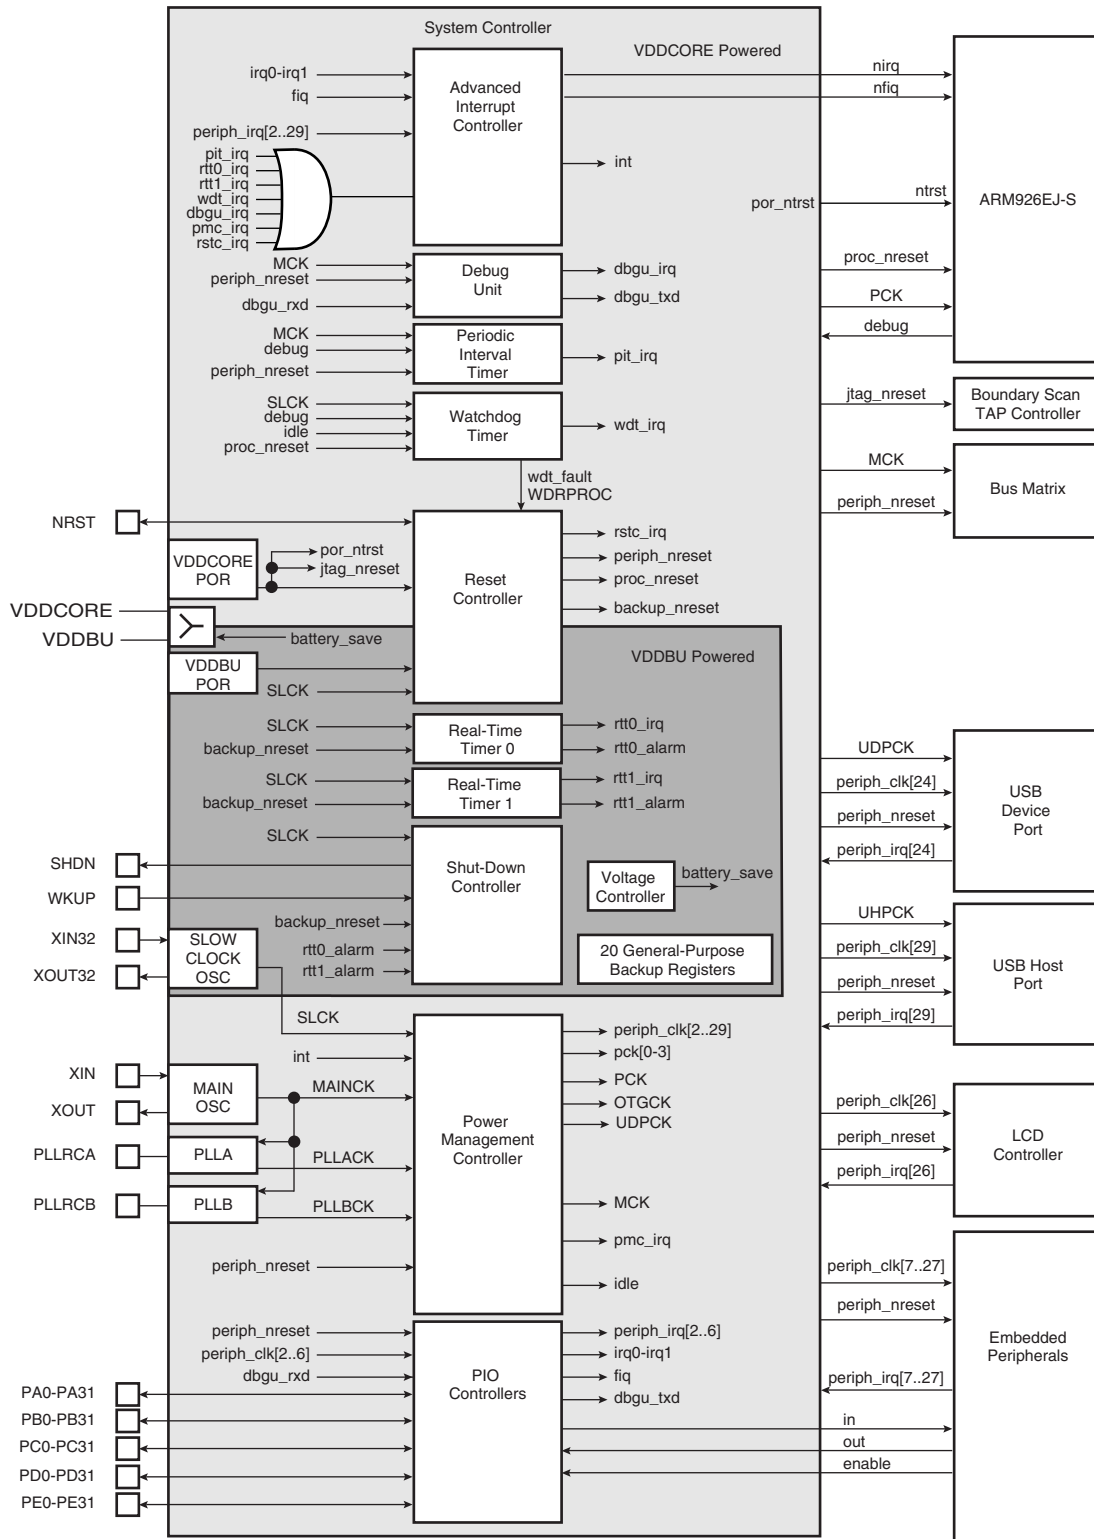 System Controller
VDDCORE Powered
irq0-irq1
fiq
periph_irq[2..29]
pit_irq
rtt0_irq
rtt1_irq
wdt_irq
dbgu_irq
pmc_irq
rstc_irq
Advanced
Interrupt
Controller
int
nirq
nfiq
por_ntrst
ntrst
ARM926EJ-S
proc_nreset
PCK
debug
MCK
periph_nreset
dbgu_rxd
Debug
Unit
dbgu_irq
dbgu_txd
MCK
debug
periph_nreset
Periodic
Interval
Timer
pit_irq
SLCK
debug
idle
proc_nreset
Watchdog
Timer
wdt_irq
jtag_nreset
Boundary Scan
TAP Controller
wdt_fault
WDRPROC
MCK
periph_nreset
Bus Matrix
NRST
VDDCORE
POR
por_ntrst
jtag_nreset
Reset
Controller
rstc_irq
periph_nreset
proc_nreset
backup_nreset
VDDCORE
VDDBU
battery_save
VDDBU Powered
VDDBU
POR
SLCK
SLCK
backup_nreset
Real-Time
Timer 0
rtt0_irq
rtt0_alarm
SLCK
backup_nreset
Real-Time
Timer 1
rtt1_irq
rtt1_alarm
UDPCK
periph_clk[24]
periph_nreset
periph_irq[24]
USB
Device
Port
SLCK
SHDN
WKUP
backup_nreset
rtt0_alarm
rtt1_alarm
Shut-Down
Controller
Voltage
Controller
battery_save
20 General-Purpose
Backup Registers
XIN32
XOUT32
SLOW
CLOCK
OSC
UHPCK
periph_clk[29]
periph_nreset
periph_irq[29]
USB Host
Port
SLCK
int
XIN
XOUT
MAIN
OSC
MAINCK
PLLRCA
PLLA
PLLACK
PLLRCB
PLLB
PLLBCK
periph_nreset
Power
Management
Controller
periph_clk[2..29]
pck[0-3]
PCK
OTGCK
UDPCK
MCK
pmc_irq
idle
periph_clk[26]
periph_nreset
periph_irq[26]
LCD
Controller
periph_nreset
periph_clk[2..6]
dbgu_rxd
PA0-PA31
PB0-PB31
PC0-PC31
PD0-PD31
PE0-PE31
PIO
Controllers
periph_irq[2..6]
irq0-irq1
fiq
dbgu_txd
periph_clk[7..27]
periph_nreset
periph_irq[7..27]
in
out
enable
Embedded
Peripherals